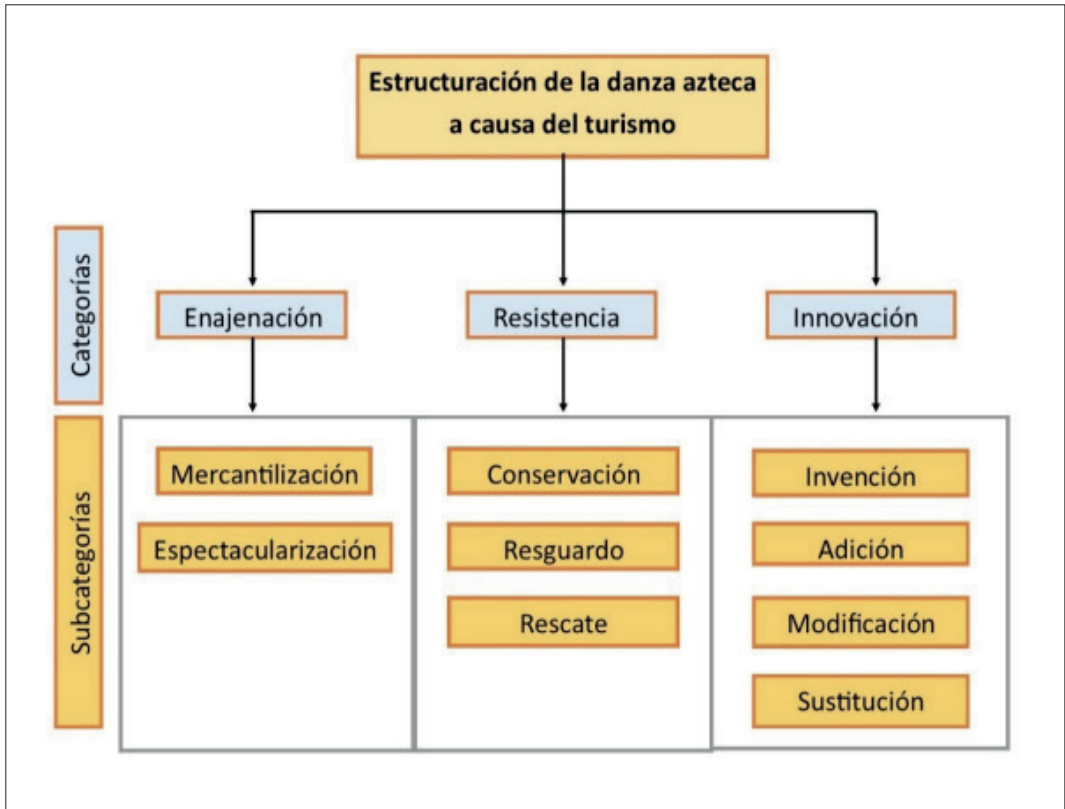 Estructuración de la danza azteca
a causa del turismo
Categorías
Enajenación
Resistencia
Innovación
Subcategorías
Mercantilización
Espectacularización
Conservación
Resguardo
Rescate
Invención
Adición
Modificación
Sustitución